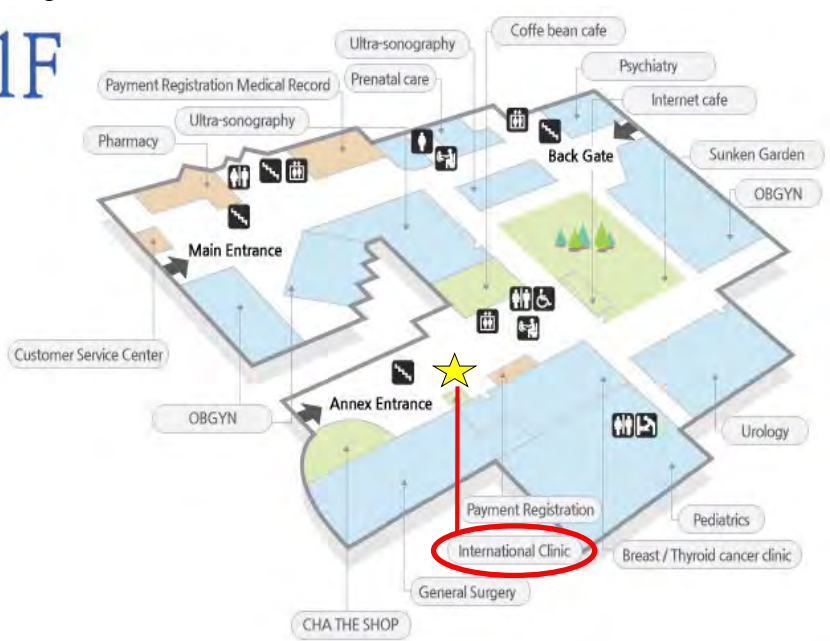 1F
Coffe bean cafe
Ultra-sonography
Psychiatry
Payment Registration Medical Record
Prenatal care
Internet cafe
Ultra-sonography
Pharmacy
Back Gate
Sunken Garden
OBGYN
Main Entrance
Customer Service Center
Annex Entrance
OBGYN
Urology
Payment Registration
Pediatrics
International Clinic
Breast / Thyroid cancer clinic
General Surgery
CHA THE SHOP